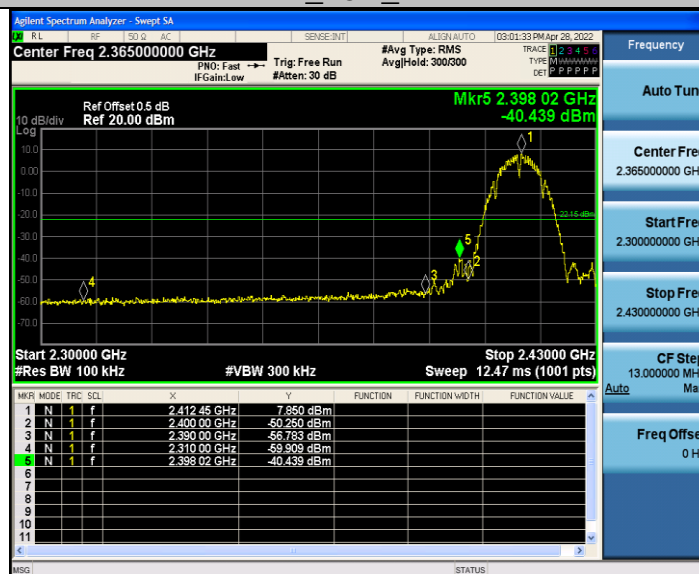 Agilent Spectrum Analyzer - Swept SA
RL RF 50 Ω AC SENSE:INT ALIGN AUTO 03:01:33 PM Apr 28, 2022
Center Freq 2.365000000 GHz
PNO: Fast
IFGain:Low
Trig: Free Run
#Atten: 30 dB
#Avg Type: RMS
Avg|Hold: 300/300
TRACE 1 2 3 4 5 6
TYPE M
DET P P P P P P
Ref Offset 0.5 dB
10 dB/div Ref 20.00 dBm
Log
Mkr5 2.398 02 GHz
-40.439 dBm
10.0
0.00
-10.0
-20.0
-30.0
-40.0
-50.0
-60.0
-70.0
1
-22.15 dBm
5
2
3
4
Start 2.30000 GHz Stop 2.43000 GHz
#Res BW 100 kHz #VBW 300 kHz Sweep 12.47 ms (1001 pts)
MKR MODE TRC SCL X Y FUNCTION FUNCTION WIDTH FUNCTION VALUE
1 N 1 f 2.412 45 GHz 7.850 dBm
2 N 1 f 2.400 00 GHz -50.250 dBm
3 N 1 f 2.390 00 GHz -56.783 dBm
4 N 1 f 2.310 00 GHz -59.909 dBm
5 N 1 f 2.398 02 GHz -40.439 dBm
6
7
8
9
10
11
MSG STATUS
Frequency
Auto Tun
Center Fre
2.365000000 GH
Start Fre
2.300000000 GH
Stop Fre
2.430000000 GH
CF Ste
13.000000 MH
Auto Ma
Freq Offse
0 H